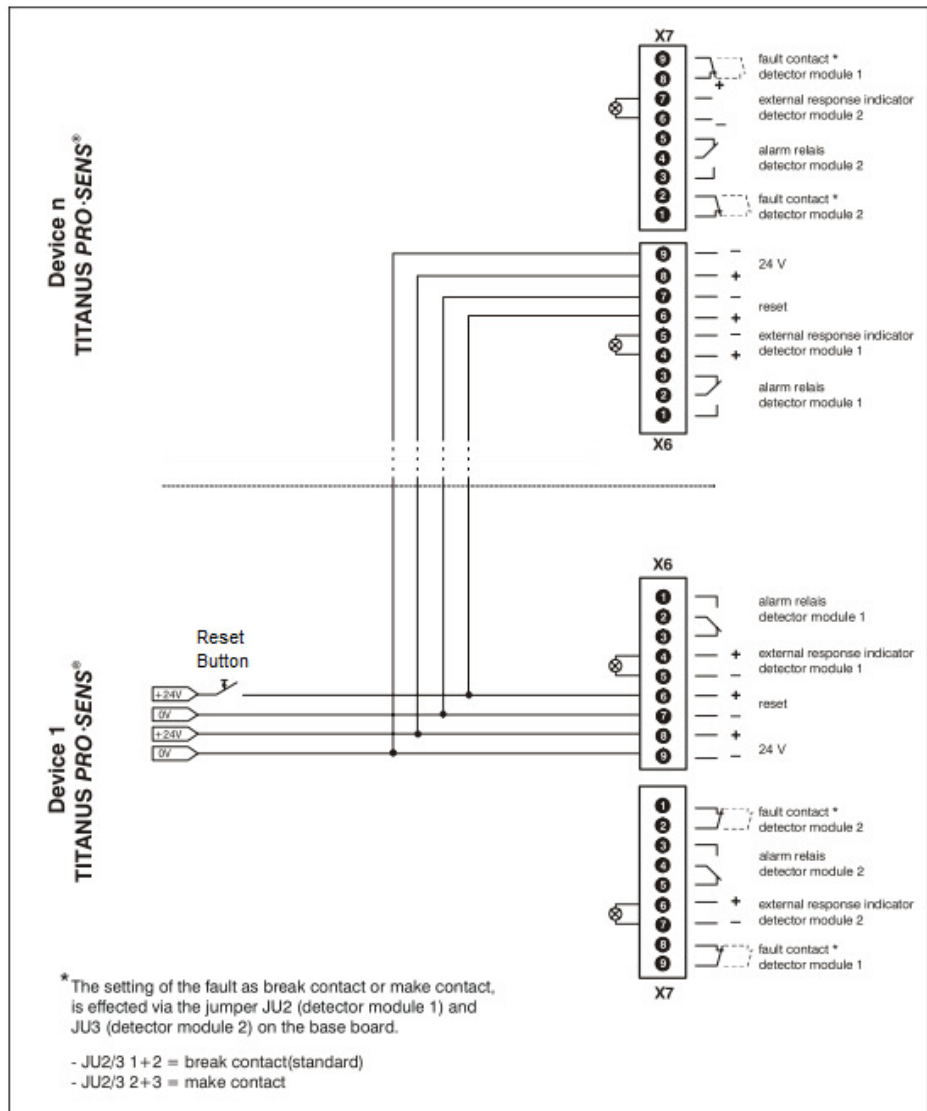 X7
9 fault contact *
8 detector module 1
+
7 — external response indicator
6 — detector module 2
–
5
4 alarm relais
3 detector module 2
2 fault contact *
1 detector module 2
Device n
TITANUS PRO·SENS®
9 — –
24 V
8 — +
7 — –
reset
6 — +
5 — – external response indicator
4 — + detector module 1
3
2 alarm relais
1 detector module 1
X6
X6
1 alarm relais
2 detector module 1
3
4 + external response indicator
5 – detector module 1
Reset
Button
+24V 6 +
reset
0V 7 –
+24V 8 +
24 V
0V 9 –
Device 1
TITANUS PRO·SENS®
1 fault contact *
2 detector module 2
3 alarm relais
4 detector module 2
5
6 + external response indicator
7 – detector module 2
8 fault contact *
9 detector module 1
X7
* The setting of the fault as break contact or make contact,
is effected via the jumper JU2 (detector module 1) and
JU3 (detector module 2) on the base board.
- JU2/3 1+2 = break contact(standard)
- JU2/3 2+3 = make contact